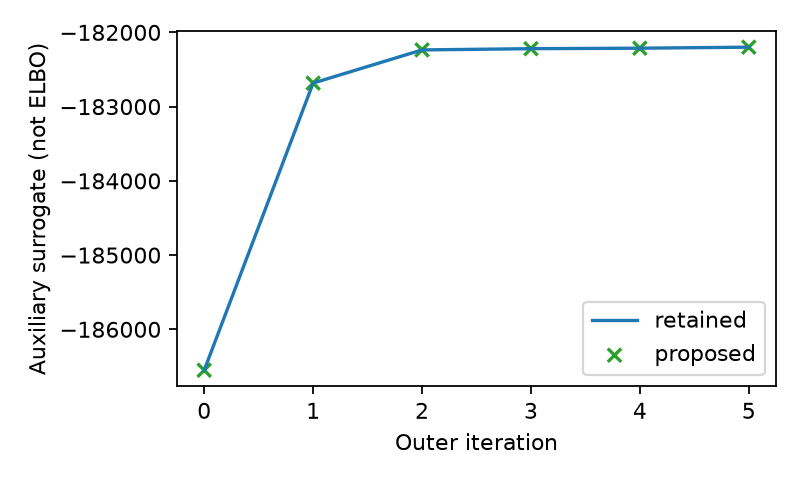 −182000
−183000
−184000
−185000
−186000
Auxiliary surrogate (not ELBO)
retained
proposed
0 1 2 3 4 5
Outer iteration